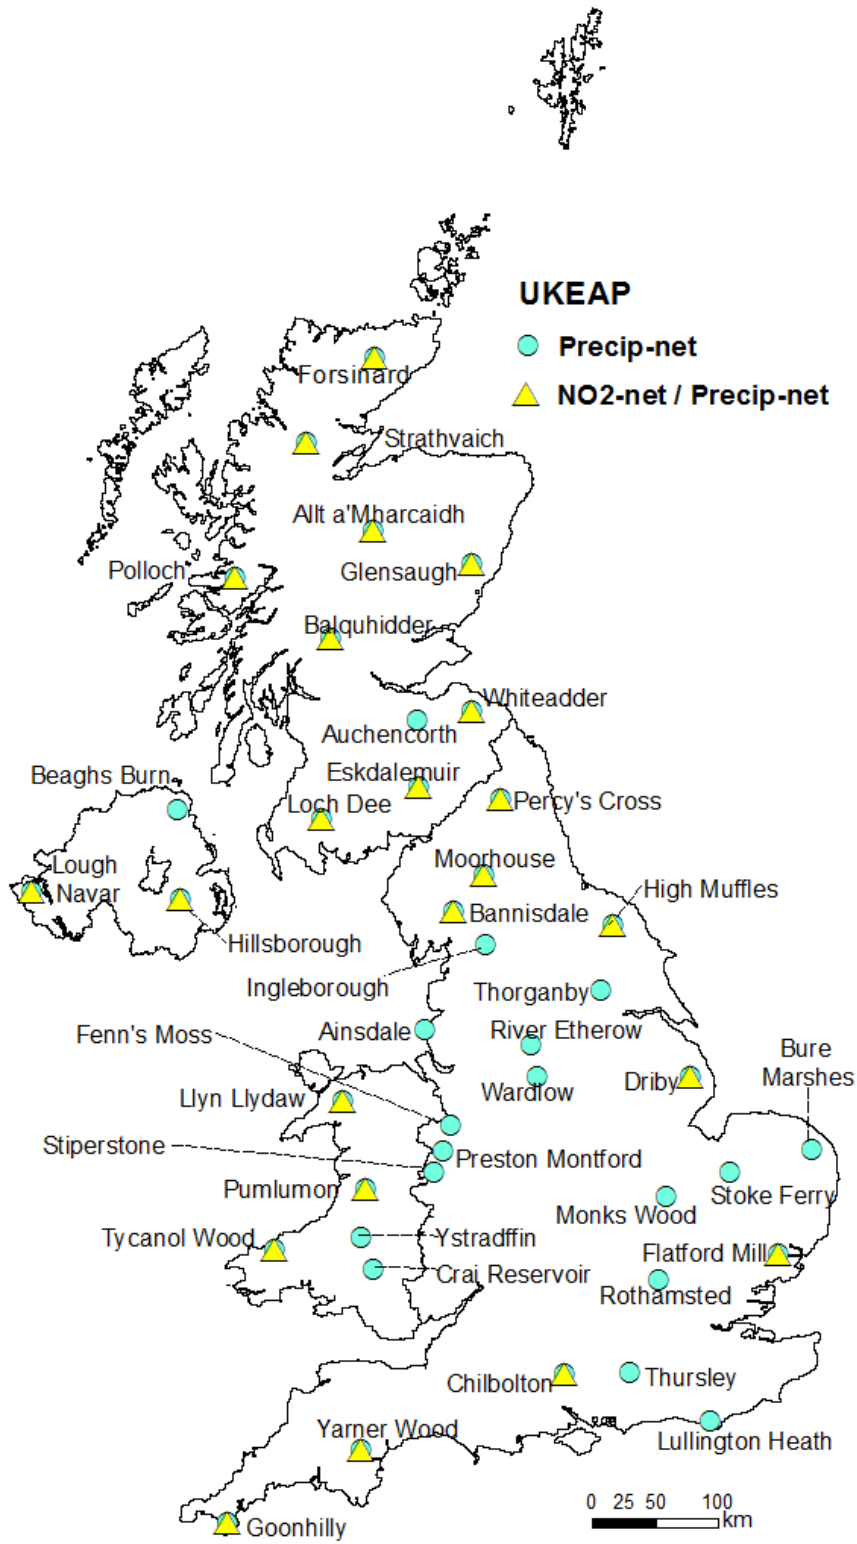 UKEAP
Precip-net
NO2-net / Precip-net
Forsinard
Strathvaich
Allt a'Mharcaidh
Polloch
Glensaugh
Balquhidder
Whiteadder
Auchencorth
Eskdalemuir
Beaghs Burn
Loch Dee
Percy's Cross
Moorhouse
Lough
Navar
High Muffles
Bannisdale
Hillsborough
Ingleborough
Thorganby
Fenn's Moss
Ainsdale
River Etherow
Bure
Marshes
Wardlow
Driby
Llyn Llydaw
Stiperstone
Preston Montford
Pumlumon
Stoke Ferry
Monks Wood
Tycanol Wood
Ystradffin
Flatford Mill
Crai Reservoir
Rothamsted
Chilbolton
Thursley
Yarner Wood
Lullington Heath
0 25 50 100
km
Goonhilly